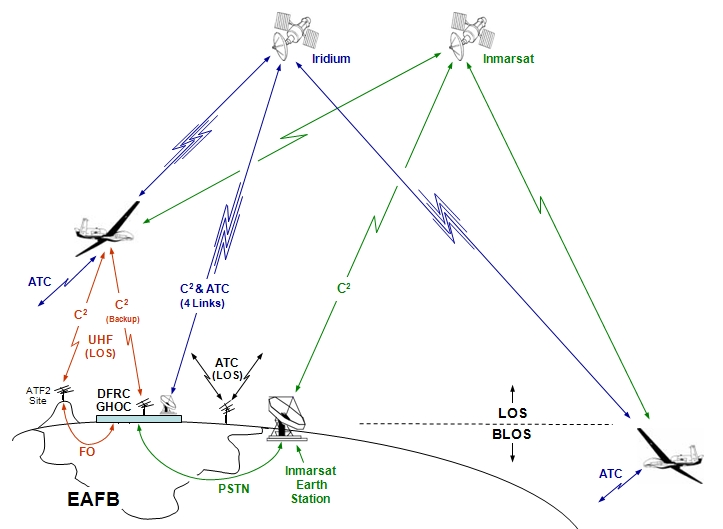 Iridium
Inmarsat
ATC
C²
C²
(Backup)
UHF
(LOS)
C² & ATC
(4 Links)
C²
ATC
(LOS)
ATF2
Site
DFRC
GHOC
LOS
BLOS
FO
EAFB
PSTN
Inmarsat
Earth
Station
ATC